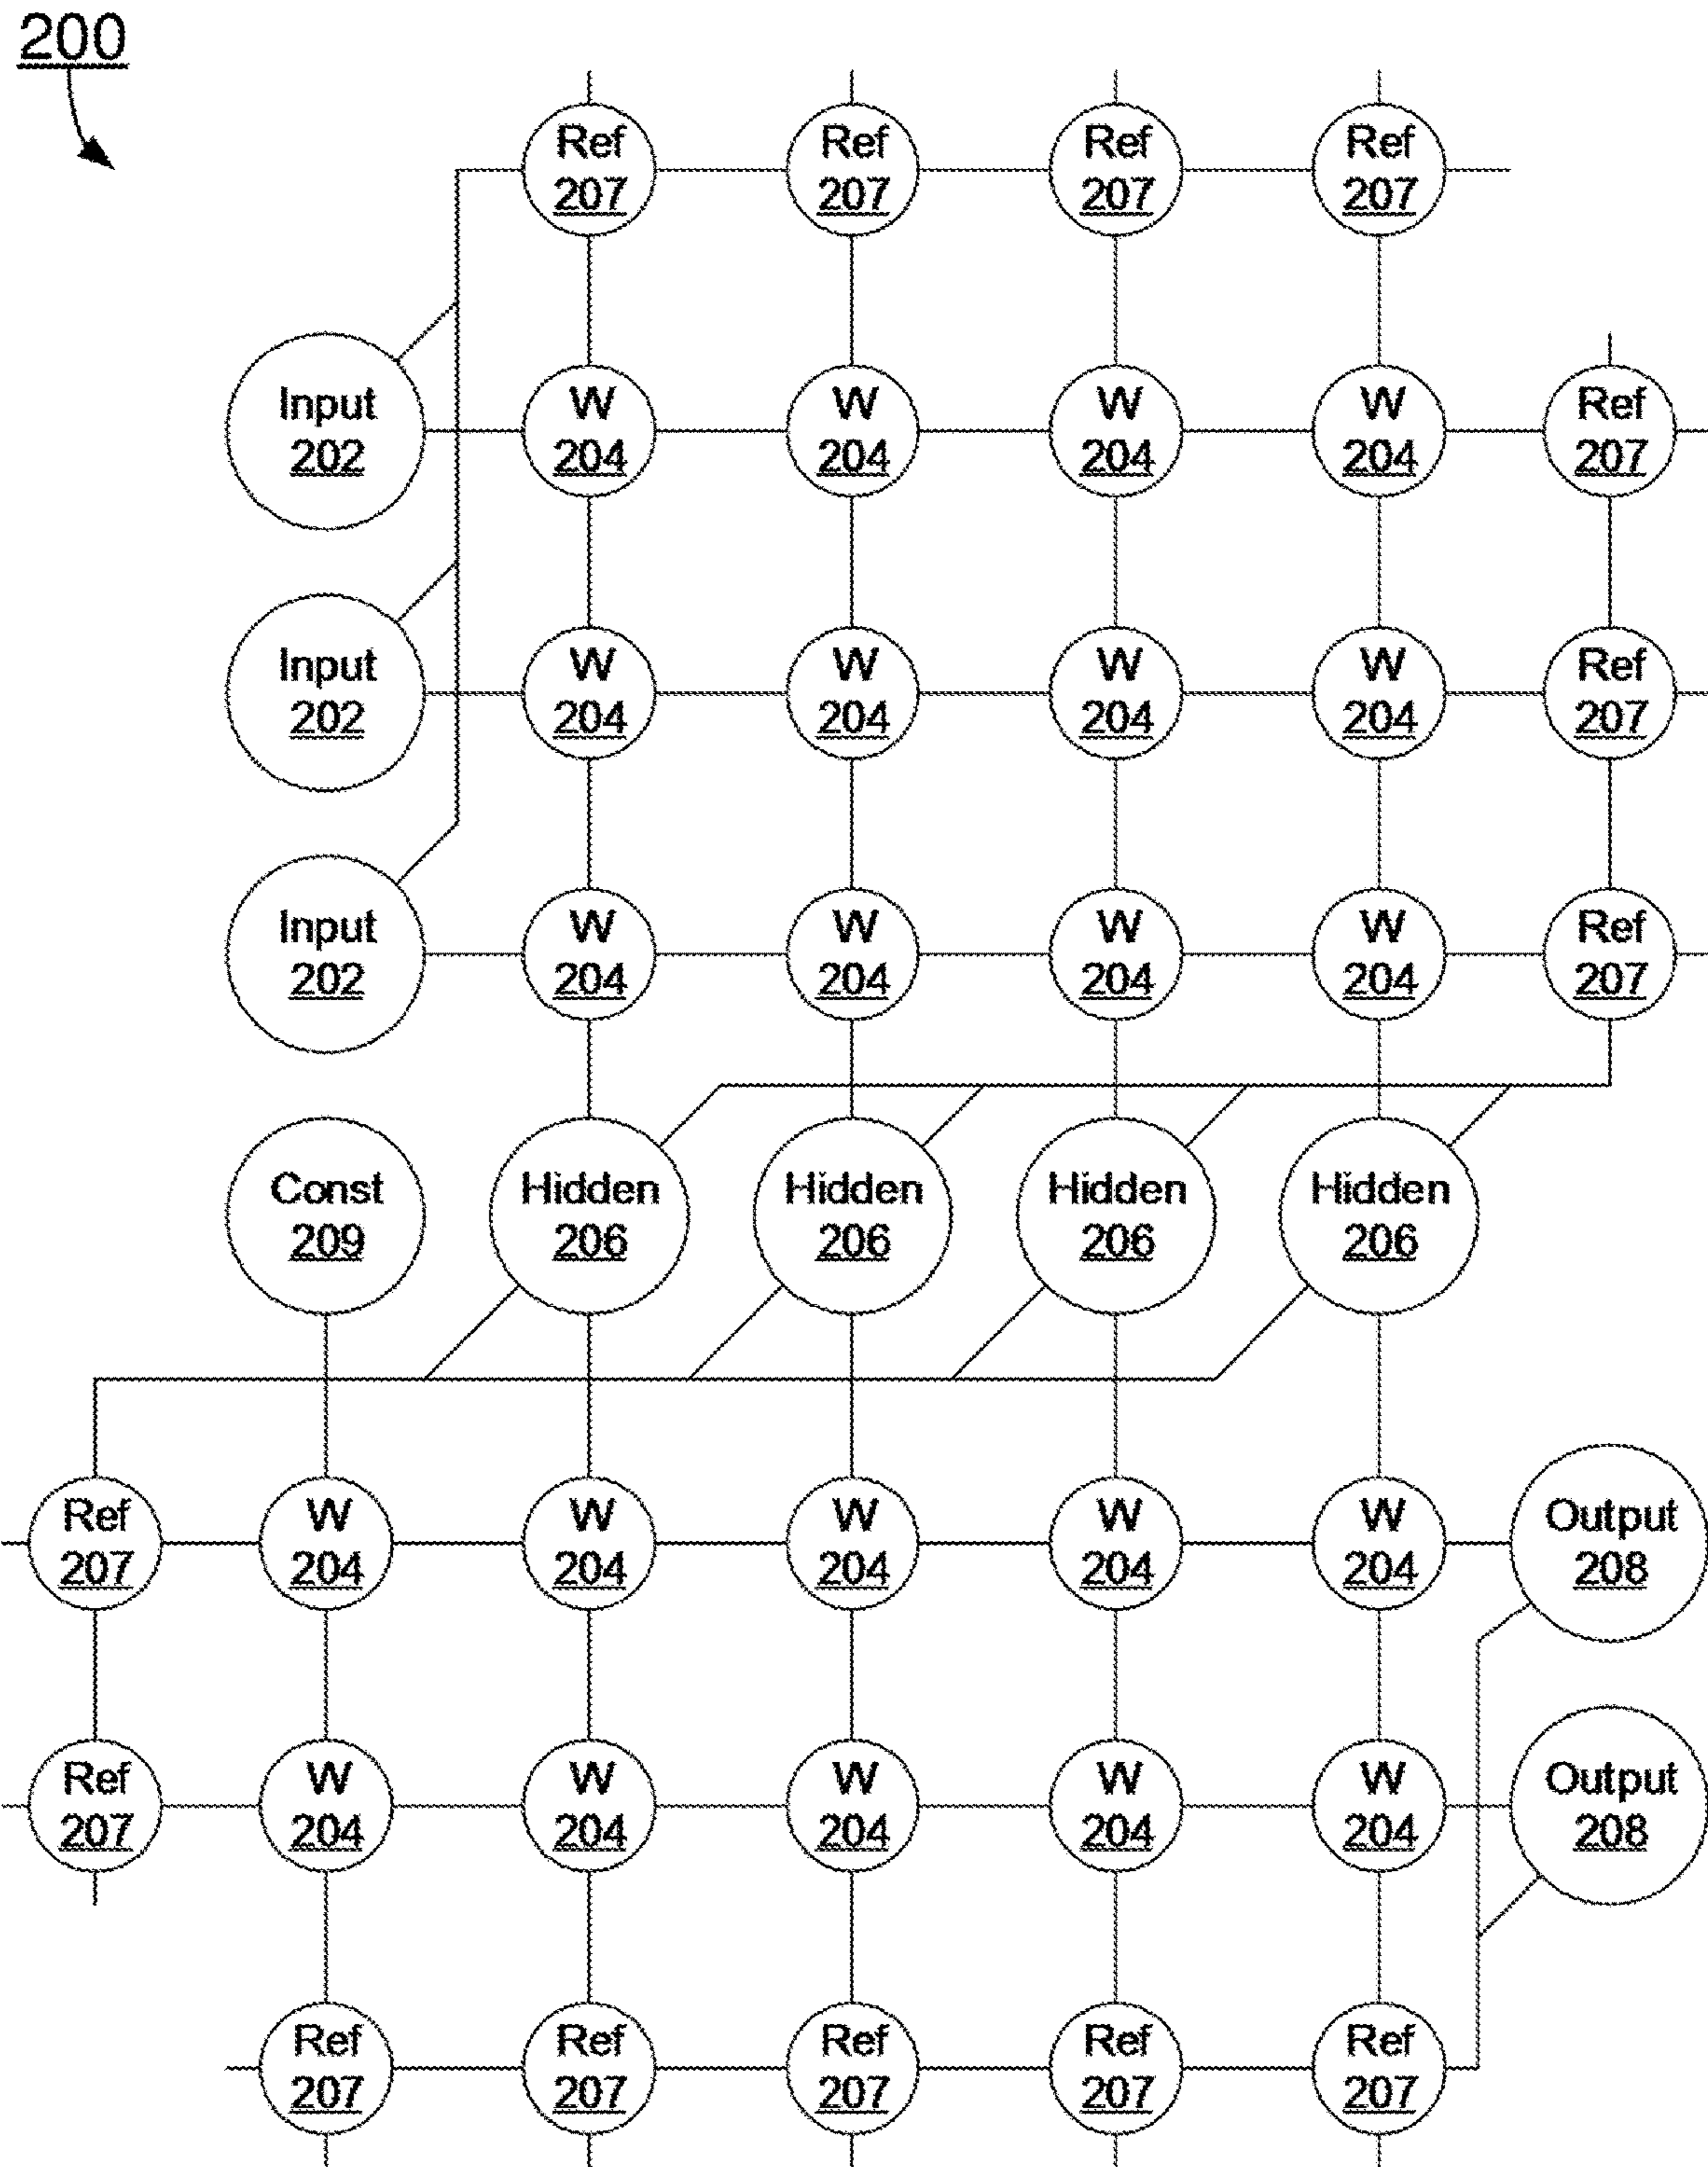 200
Ref Ref Ref Ref
207 207 207 207
Input W W W W Ref
202 204 204 204 204 207
Input W W W W Ref
202 204 204 204 204 207
Input W W W W Ref
202 204 204 204 204 207
Const Hidden Hidden Hidden Hidden
209 206 206 206 206
Ref W W W W W Output
207 204 204 204 204 204 208
Ref W W W W W Output
207 204 204 204 204 204 208
Ref Ref Ref Ref Ref
207 207 207 207 207